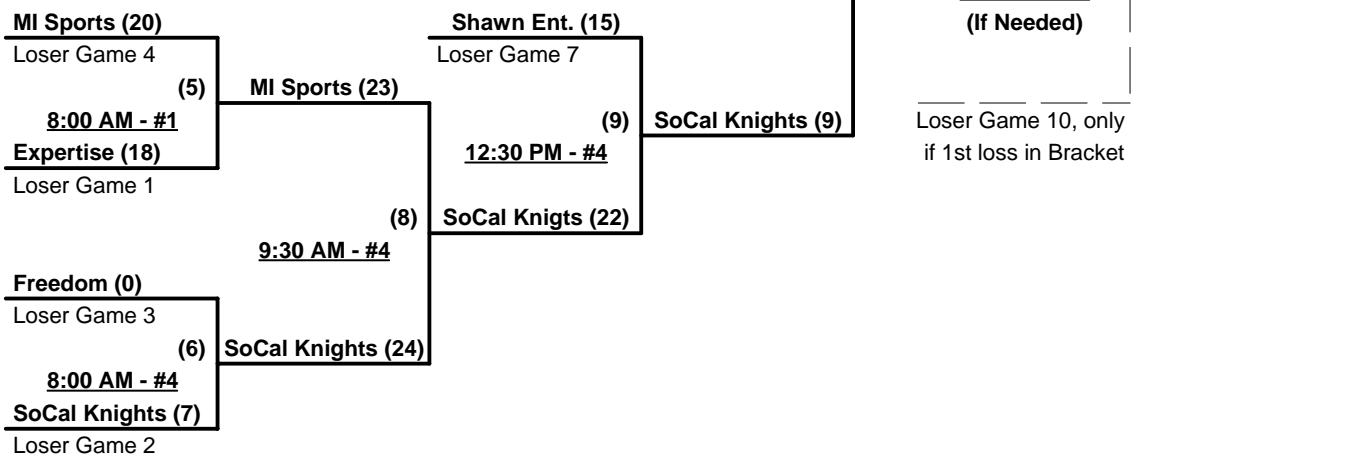 MI Sports (20)
Shawn Ent. (15)
(If Needed)
Loser Game 4
Loser Game 7
(5)
MI Sports (23)
8:00 AM - #1
(9)
SoCal Knights (9)
Loser Game 10, only
Expertise (18)
12:30 PM - #4
if 1st loss in Bracket
Loser Game 1
(8)
SoCal Knigts (22)
9:30 AM - #4
Freedom (0)
Loser Game 3
(6)
SoCal Knights (24)
8:00 AM - #4
SoCal Knights (7)
Loser Game 2